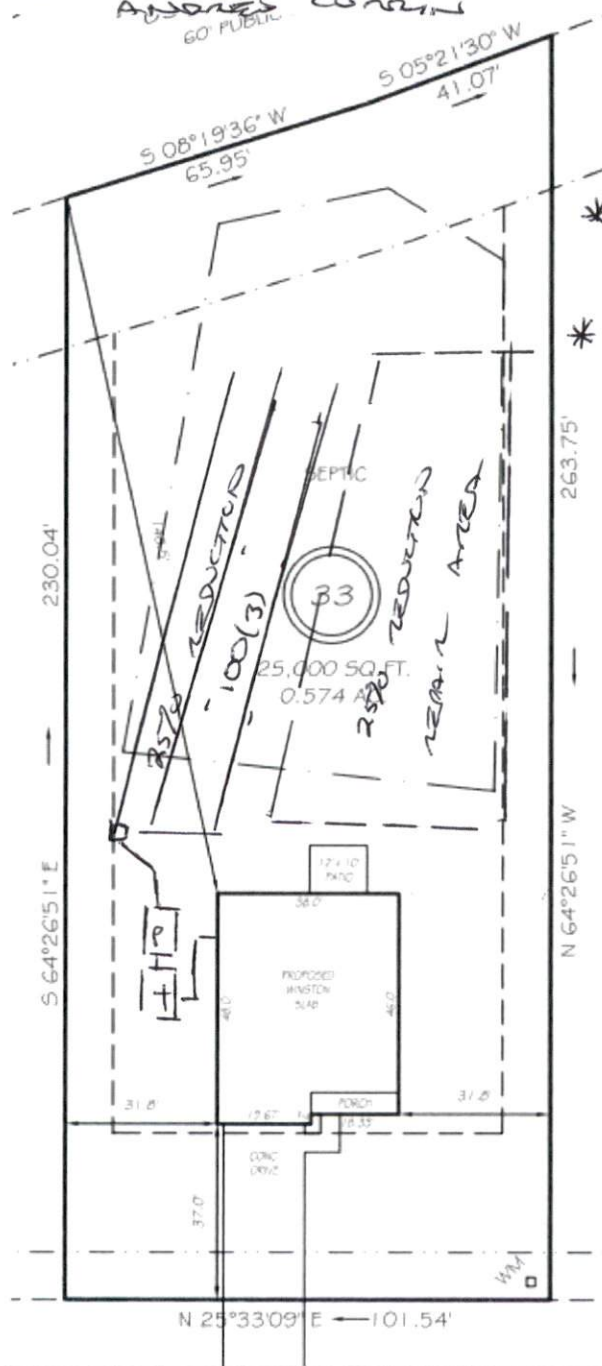 60' PUBLIC
S 05°21'30" W
41.07'
S 08°19'36" W
65.95'
*
*
SEPTIC
263.75'
230.04'
25% REDUCTION
100(3)
33
25,000 SQ.FT.
0.574 A
25% REDUCTION
REPAIR AREA
S 64°26'51" E
N 64°26'51" W
12'x10'
PATIO
38.0'
PROPOSED
WINSTON
SLAB
48.0'
46.0'
PORCH
31.8'
31.8'
19.67'
18.33'
CONC
DRIVE
37.0'
WM
N 25°33'09" E
101.54'